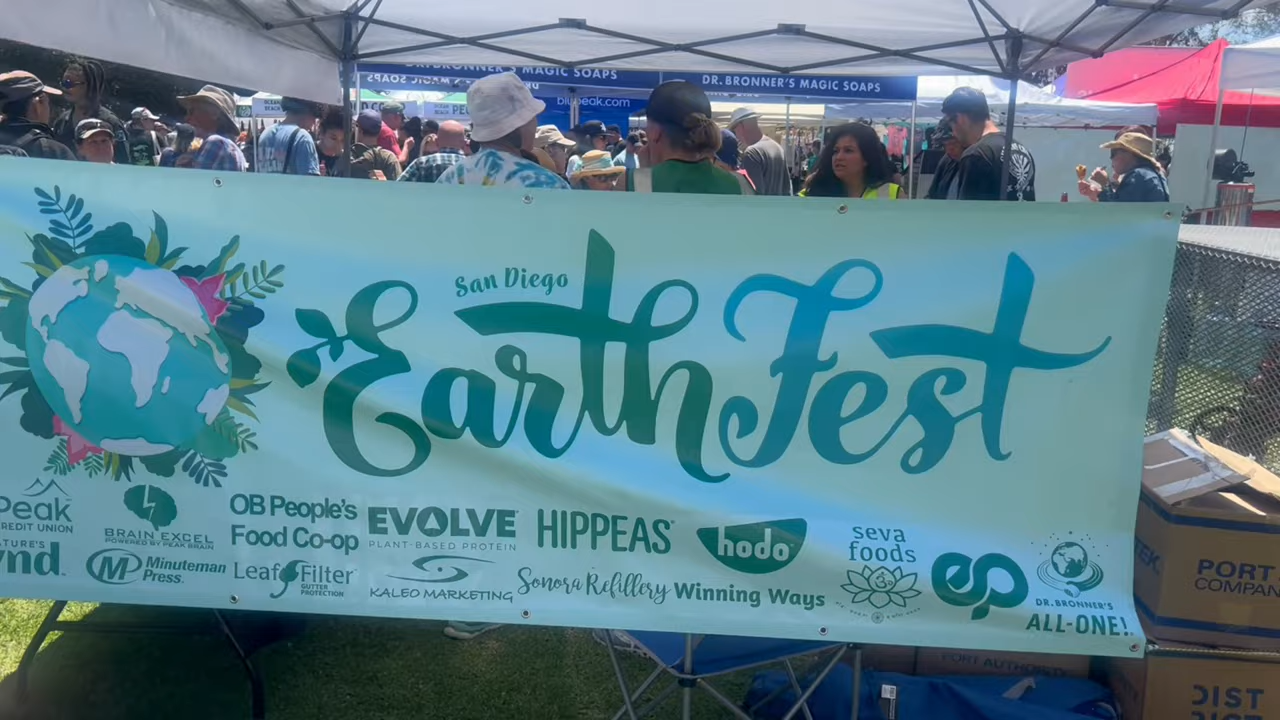 DR. BRONNER'S MAGIC SOAPS
DR. BRONNER'S MAGIC SOAPS
bluepeak.com
San Diego
EarthFest
Peak
CREDIT UNION
BRAIN EXCEL
POWERED BY PEAK BRAIN
OB People's
Food Co-op
EVOLVE
PLANT-BASED PROTEIN
HIPPEAS
hodo
seva
foods
ep
DR. BRONNER'S
ALL-ONE!
Minuteman
Press.
LeafFilter
GUTTER
PROTECTION
KALEO MARKETING
Sonora Refillery
Winning Ways
PORT
COMPAN
PORT AUTHORITY
DIST